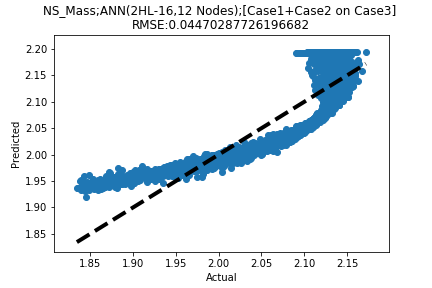 NS_Mass;ANN(2HL-16,12 Nodes);[Case1+Case2 on Case3]
RMSE:0.04470287726196682
2.20
2.15
2.10
2.05
2.00
1.95
1.90
1.85
Predicted
1.85 1.90 1.95 2.00 2.05 2.10 2.15
Actual